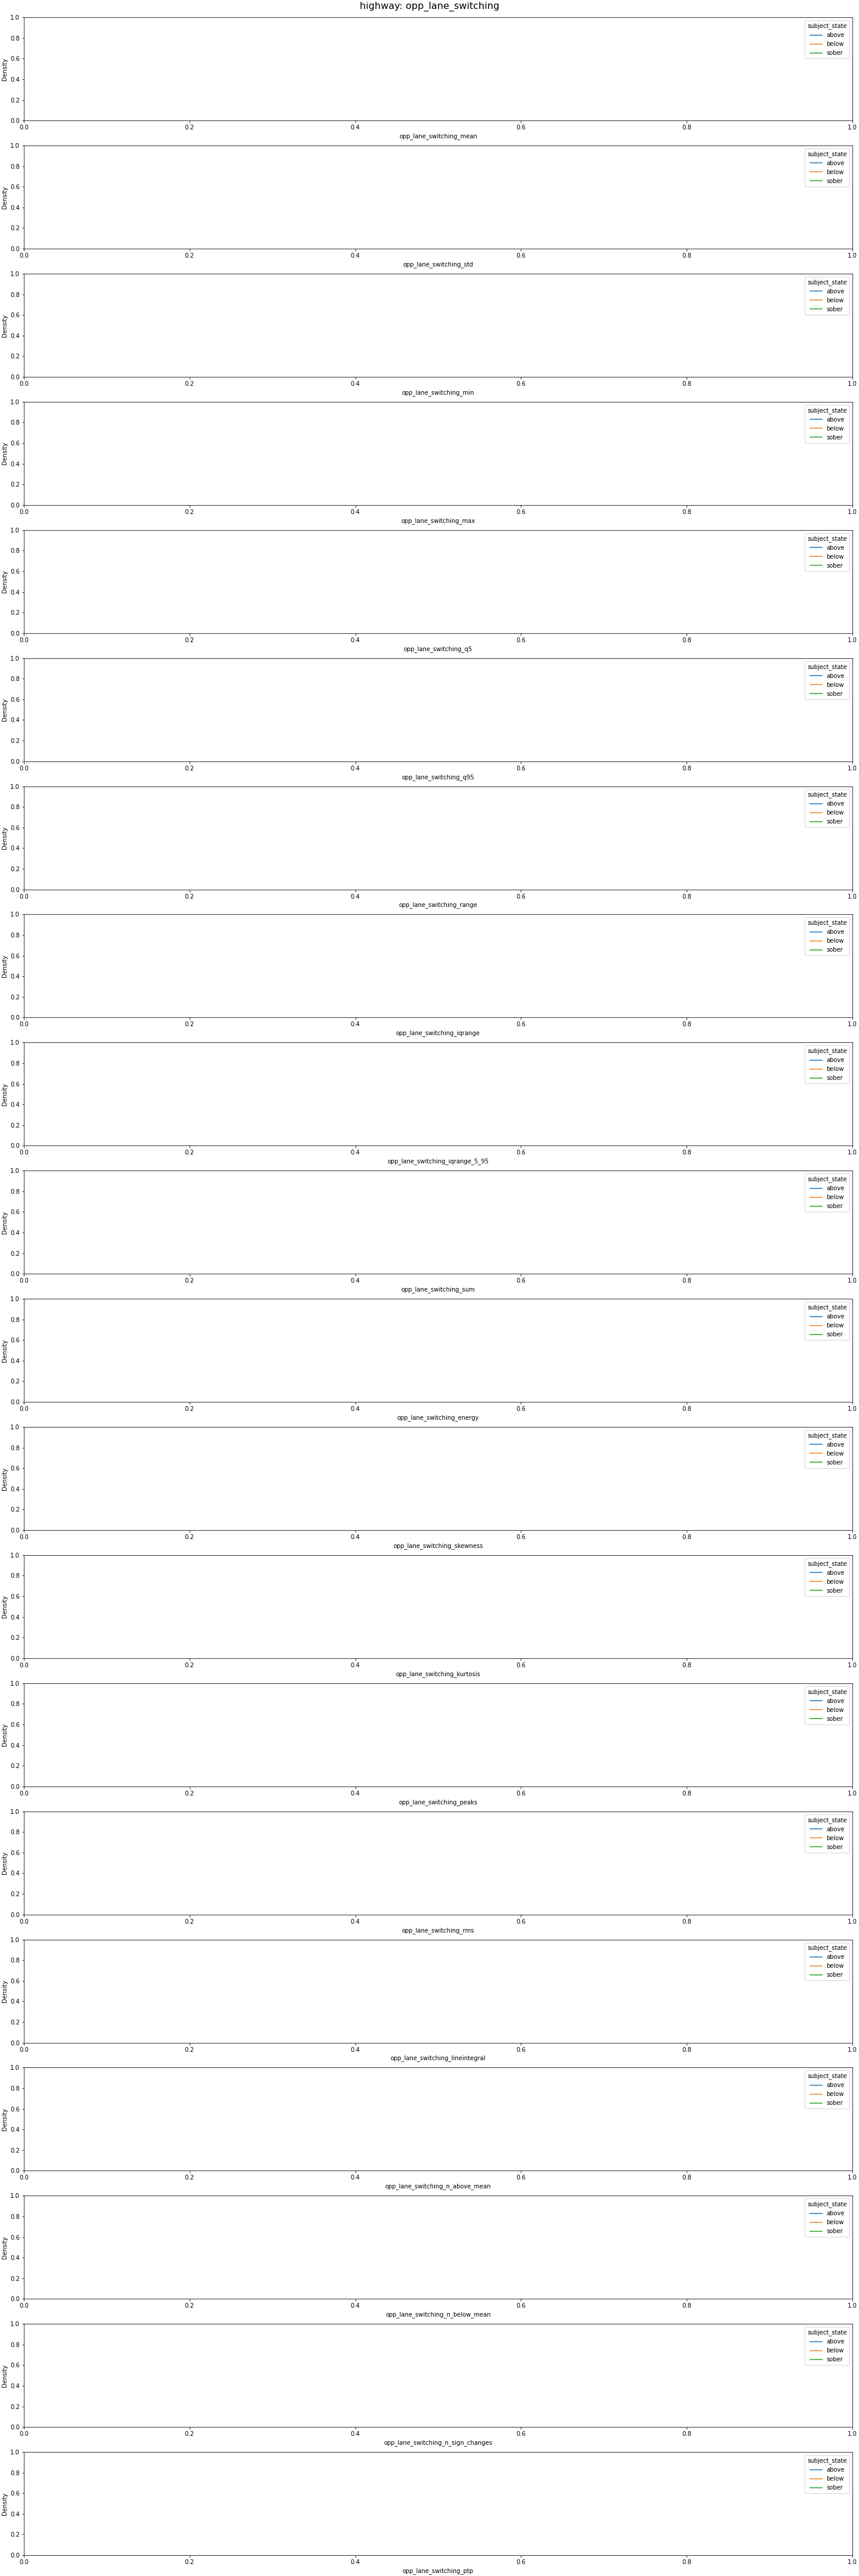 highway: opp_lane_switching
1.0
0.8
0.6
0.4
0.2
0.0
Density
subject_state
above
below
sober
0.0 0.2 0.4 0.6 0.8 1.0
opp_lane_switching_mean
1.0
0.8
0.6
0.4
0.2
0.0
Density
subject_state
above
below
sober
0.0 0.2 0.4 0.6 0.8 1.0
opp_lane_switching_std
1.0
0.8
0.6
0.4
0.2
0.0
Density
subject_state
above
below
sober
0.0 0.2 0.4 0.6 0.8 1.0
opp_lane_switching_min
1.0
0.8
0.6
0.4
0.2
0.0
Density
subject_state
above
below
sober
0.0 0.2 0.4 0.6 0.8 1.0
opp_lane_switching_max
1.0
0.8
0.6
0.4
0.2
0.0
Density
subject_state
above
below
sober
0.0 0.2 0.4 0.6 0.8 1.0
opp_lane_switching_q5
1.0
0.8
0.6
0.4
0.2
0.0
Density
subject_state
above
below
sober
0.0 0.2 0.4 0.6 0.8 1.0
opp_lane_switching_q95
1.0
0.8
0.6
0.4
0.2
0.0
Density
subject_state
above
below
sober
0.0 0.2 0.4 0.6 0.8 1.0
opp_lane_switching_range
1.0
0.8
0.6
0.4
0.2
0.0
Density
subject_state
above
below
sober
0.0 0.2 0.4 0.6 0.8 1.0
opp_lane_switching_iqrange
1.0
0.8
0.6
0.4
0.2
0.0
Density
subject_state
above
below
sober
0.0 0.2 0.4 0.6 0.8 1.0
opp_lane_switching_iqrange_5_95
1.0
0.8
0.6
0.4
0.2
0.0
Density
subject_state
above
below
sober
0.0 0.2 0.4 0.6 0.8 1.0
opp_lane_switching_sum
1.0
0.8
0.6
0.4
0.2
0.0
Density
subject_state
above
below
sober
0.0 0.2 0.4 0.6 0.8 1.0
opp_lane_switching_energy
1.0
0.8
0.6
0.4
0.2
0.0
Density
subject_state
above
below
sober
0.0 0.2 0.4 0.6 0.8 1.0
opp_lane_switching_skewness
1.0
0.8
0.6
0.4
0.2
0.0
Density
subject_state
above
below
sober
0.0 0.2 0.4 0.6 0.8 1.0
opp_lane_switching_kurtosis
1.0
0.8
0.6
0.4
0.2
0.0
Density
subject_state
above
below
sober
0.0 0.2 0.4 0.6 0.8 1.0
opp_lane_switching_peaks
1.0
0.8
0.6
0.4
0.2
0.0
Density
subject_state
above
below
sober
0.0 0.2 0.4 0.6 0.8 1.0
opp_lane_switching_rms
1.0
0.8
0.6
0.4
0.2
0.0
Density
subject_state
above
below
sober
0.0 0.2 0.4 0.6 0.8 1.0
opp_lane_switching_lineintegral
1.0
0.8
0.6
0.4
0.2
0.0
Density
subject_state
above
below
sober
0.0 0.2 0.4 0.6 0.8 1.0
opp_lane_switching_n_above_mean
1.0
0.8
0.6
0.4
0.2
0.0
Density
subject_state
above
below
sober
0.0 0.2 0.4 0.6 0.8 1.0
opp_lane_switching_n_below_mean
1.0
0.8
0.6
0.4
0.2
0.0
Density
subject_state
above
below
sober
0.0 0.2 0.4 0.6 0.8 1.0
opp_lane_switching_n_sign_changes
1.0
0.8
0.6
0.4
0.2
0.0
Density
subject_state
above
below
sober
0.0 0.2 0.4 0.6 0.8 1.0
opp_lane_switching_ptp